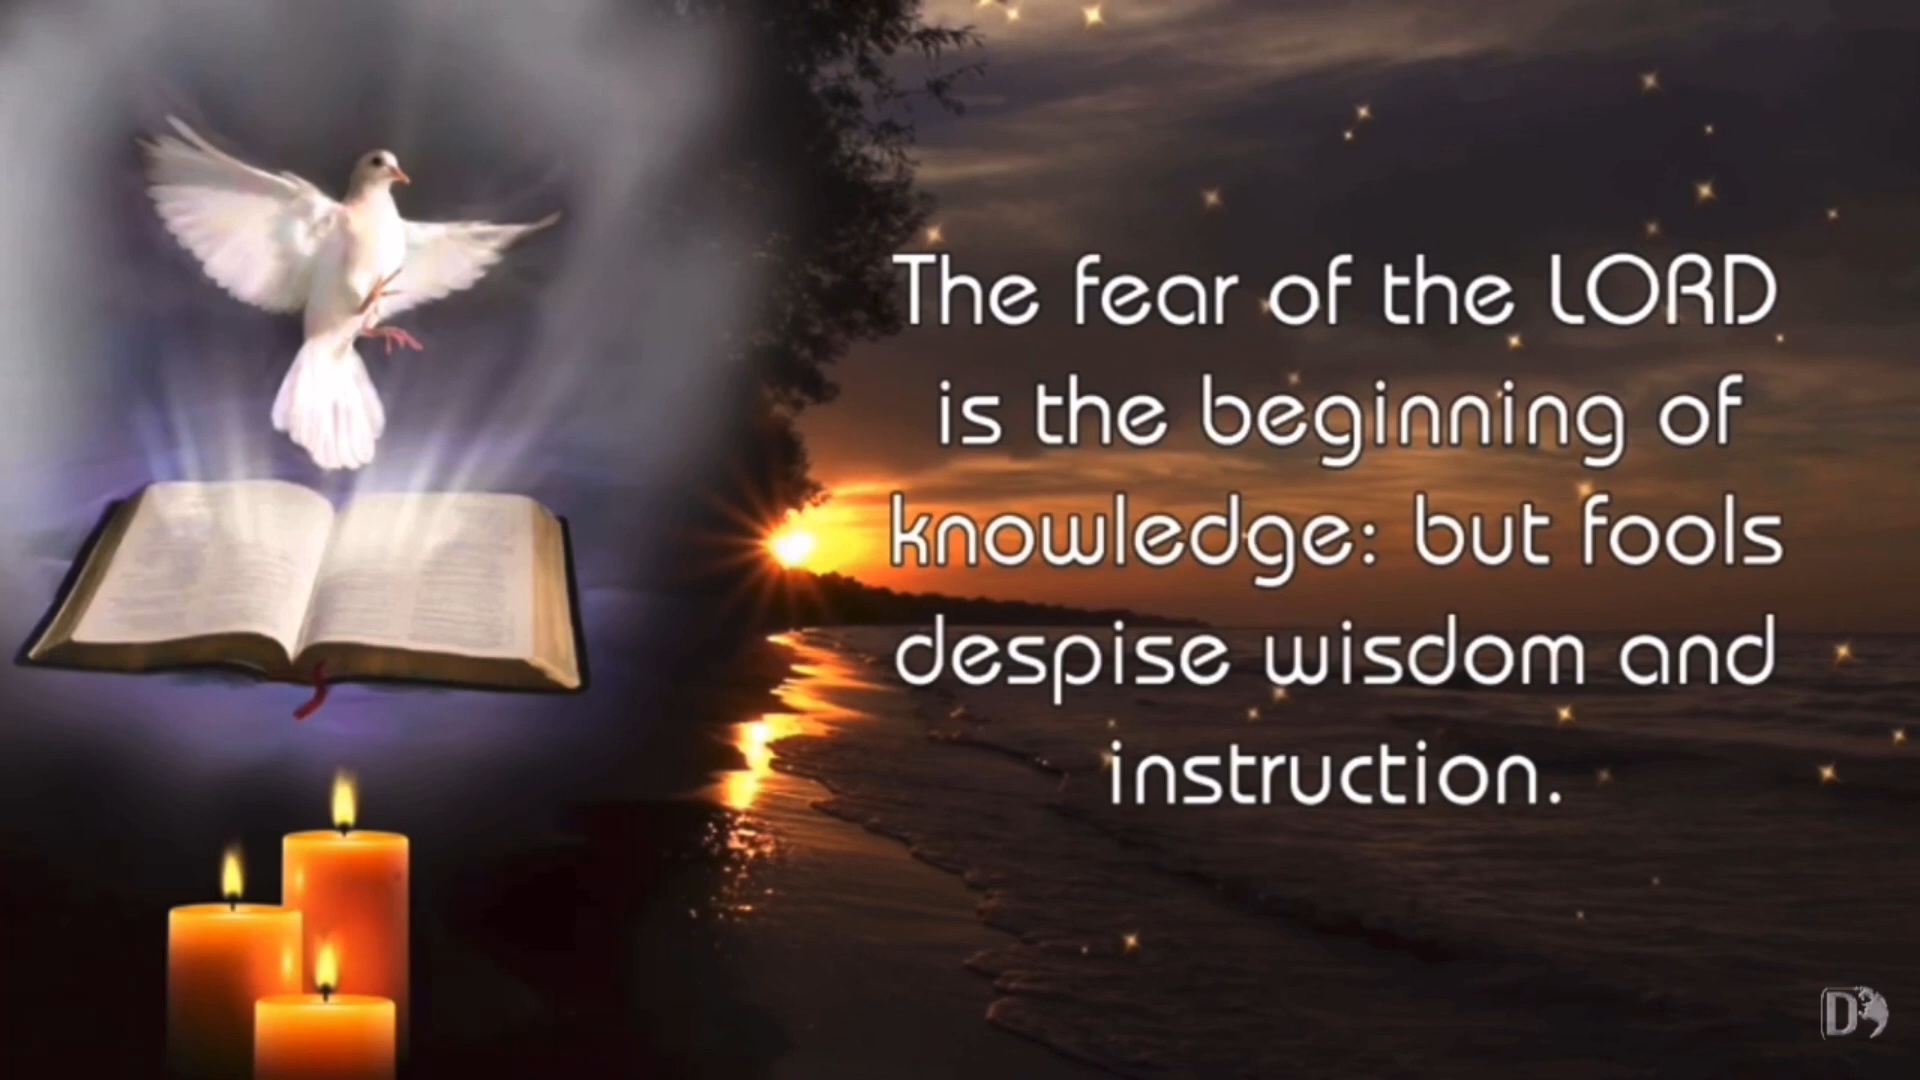 The fear of the LORD
is the beginning of
knowledge: but fools
despise wisdom and
instruction.
D